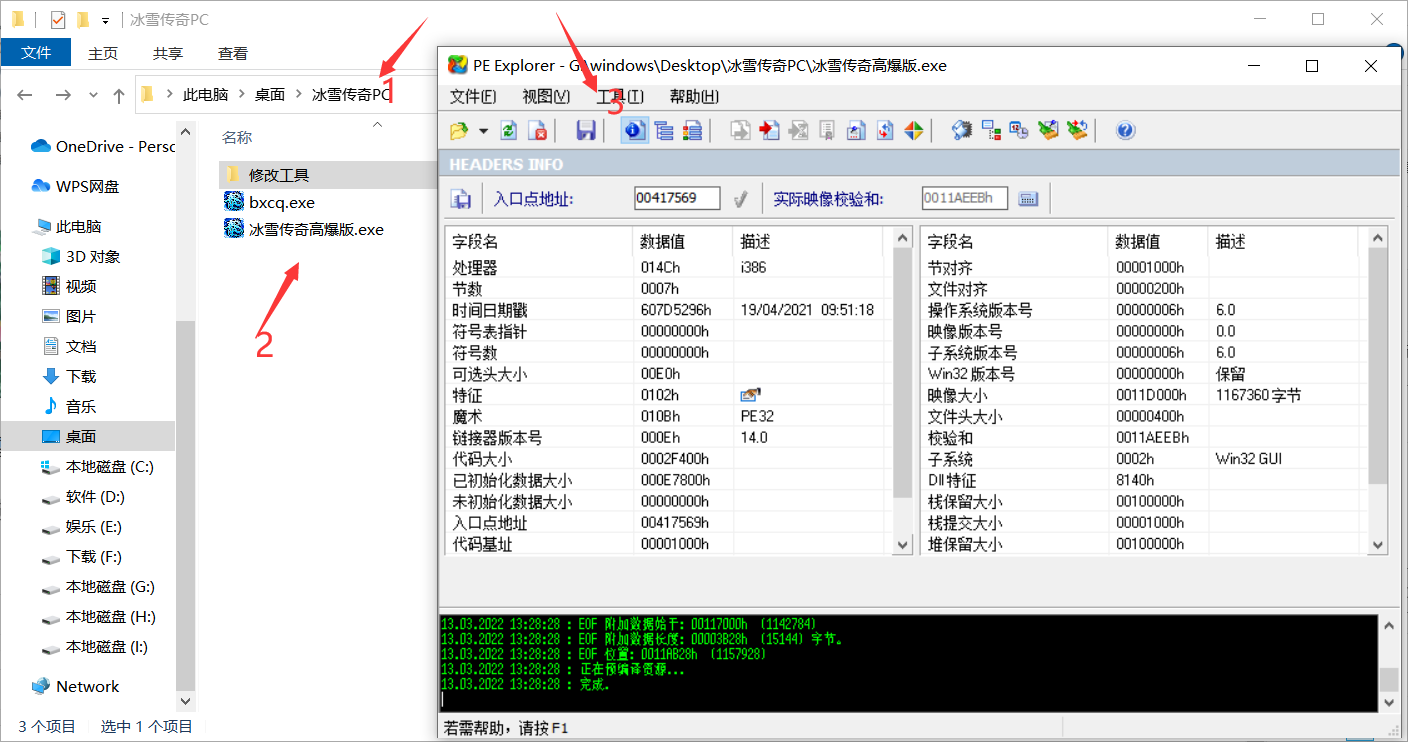 冰雪传奇PC
文件 主页 共享 查看
此电脑 桌面 冰雪传奇PC
1
OneDrive - Persc
WPS网盘
此电脑
3D 对象
视频
图片
文档
下载
音乐
桌面
本地磁盘 (C:)
软件 (D:)
娱乐 (E:)
下载 (F:)
本地磁盘 (G:)
本地磁盘 (H:)
本地磁盘 (I:)
Network
3 个项目 选中 1 个项目
名称
修改工具
bxcq.exe
冰雪传奇高爆版.exe
2
PE Explorer - G:\windows\Desktop\冰雪传奇PC\冰雪传奇高爆版.exe
文件(F) 视图(V) 工具(T) 帮助(H)
3
HEADERS INFO
入口点地址: 00417569 实际映像校验和: 0011AEEBh
字段名 数据值 描述
处理器 014Ch i386
节数 0007h
时间日期戳 607D5296h 19/04/2021 09:51:18
符号表指针 00000000h
符号数 00000000h
可选头大小 00E0h
特征 0102h
魔术 010Bh PE32
链接器版本号 000Eh 14.0
代码大小 0002F400h
已初始化数据大小 000E7800h
未初始化数据大小 00000000h
入口点地址 00417569h
代码基址 00001000h
字段名 数据值 描述
节对齐 00001000h
文件对齐 00000200h
操作系统版本号 00000006h 6.0
映像版本号 00000000h 0.0
子系统版本号 00000006h 6.0
Win32 版本号 00000000h 保留
映像大小 0011D000h 1167360 字节
文件头大小 00000400h
校验和 0011AEEBh
子系统 0002h Win32 GUI
Dll 特征 8140h
栈保留大小 00100000h
栈提交大小 00001000h
堆保留大小 00100000h
13.03.2022 13:28:28 : EOF 附加数据始于: 00117000h (1142784)
13.03.2022 13:28:28 : EOF 附加数据长度: 00003B28h (15144) 字节。
13.03.2022 13:28:28 : EOF 位置: 0011AB28h (1157928)
13.03.2022 13:28:28 : 正在预编译资源...
13.03.2022 13:28:28 : 完成.
若需帮助，请按 F1